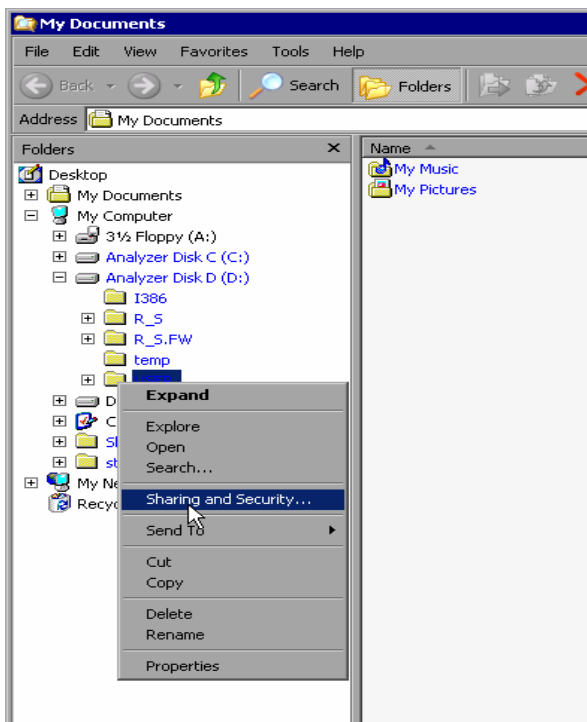 My Documents
File Edit View Favorites Tools Help
Back Search Folders
Address My Documents
Folders
Name
Desktop
My Music
My Documents
My Pictures
My Computer
3½ Floppy (A:)
Analyzer Disk C (C:)
Analyzer Disk D (D:)
I386
R_S
R_S.FW
temp
Expand
D
Explore
C
Open
Sh
Search...
st
My Ne
Sharing and Security...
Recyc
Send To
Cut
Copy
Delete
Rename
Properties